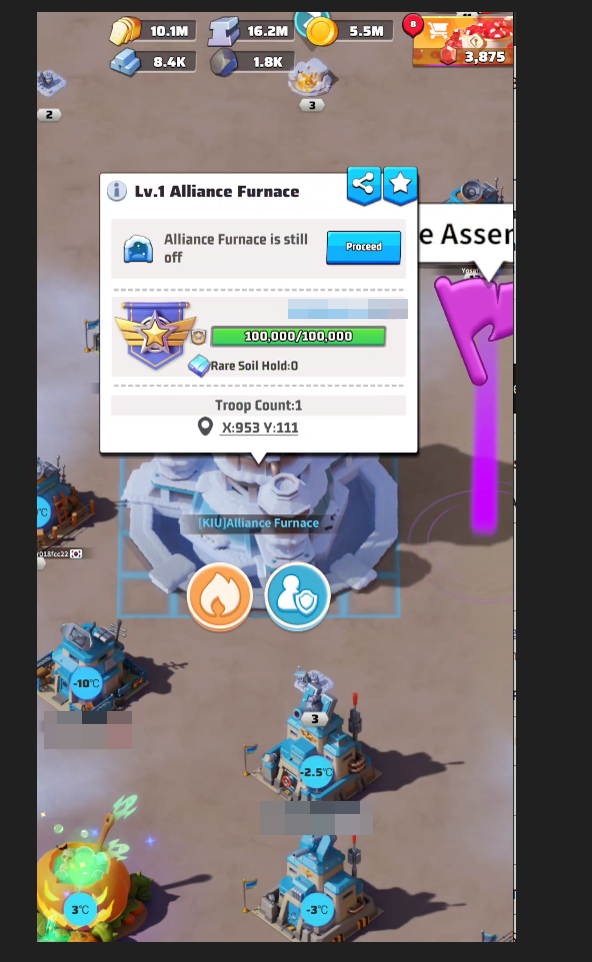 10.1M
16.2M
5.5M
8
8.4K
1.8K
3,875
2
3
Lv.1 Alliance Furnace
Alliance Furnace is still off
Proceed
e Asser
100,000/100,000
Rare Soil Hold:0
Troop Count:1
X:953 Y:111
℃
[KIU]Alliance Furnace
018fcc22
-10℃
3
-2.5℃
3℃
-3℃